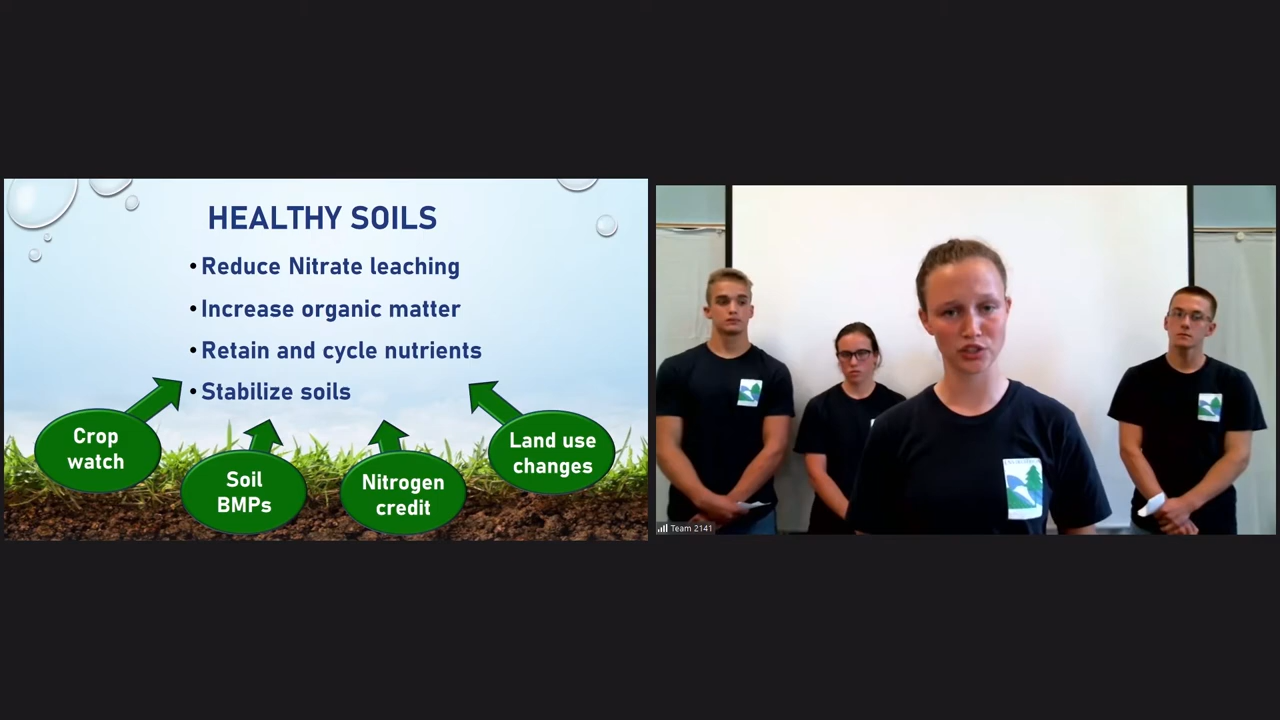 HEALTHY SOILS
• Reduce Nitrate leaching
• Increase organic matter
• Retain and cycle nutrients
• Stabilize soils
Crop
watch
Soil
BMPs
Nitrogen
credit
Land use
changes
Team 2141